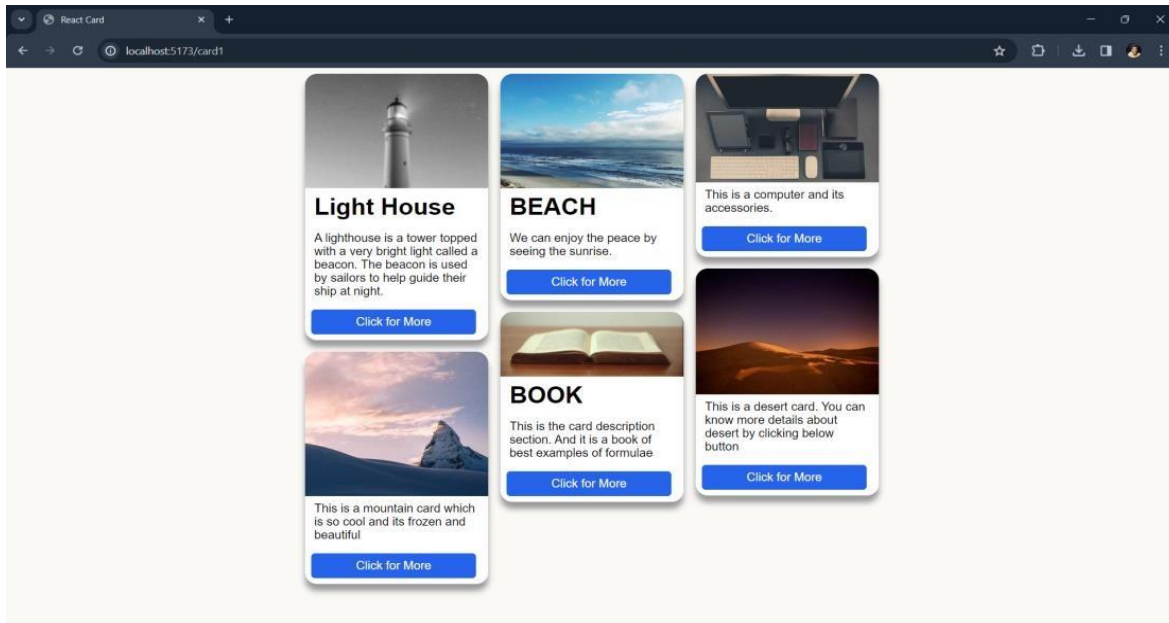 React Card
localhost:5173/card1
Light House
A lighthouse is a tower topped
with a very bright light called a
beacon. The beacon is used
by sailors to help guide their
ship at night.
Click for More
This is a mountain card which
is so cool and its frozen and
beautiful
Click for More
BEACH
We can enjoy the peace by
seeing the sunrise.
Click for More
BOOK
This is the card description
section. And it is a book of
best examples of formulae
Click for More
This is a computer and its
accessories.
Click for More
This is a desert card. You can
know more details about
desert by clicking below
button
Click for More